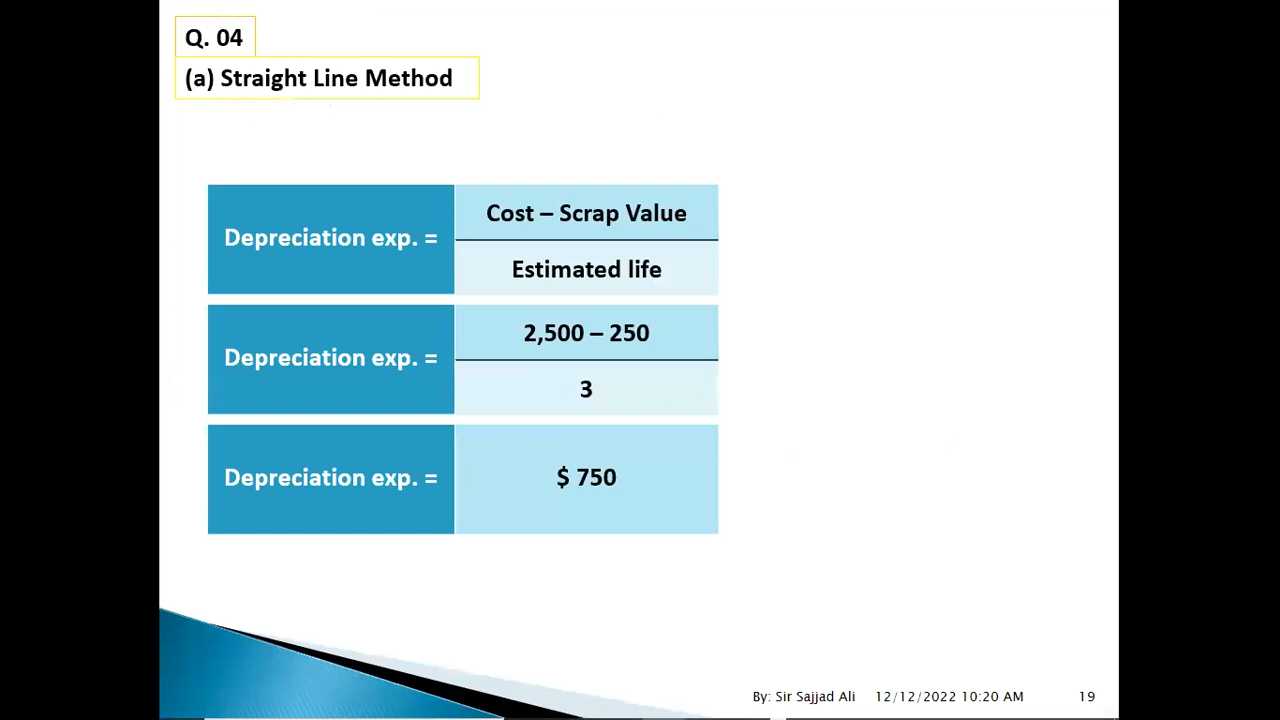 Q. 04
(a) Straight Line Method
Depreciation exp. =
Cost – Scrap Value
Estimated life
Depreciation exp. =
2,500 – 250
3
Depreciation exp. =
$ 750
By: Sir Sajjad Ali 12/12/2022 10:20 AM 19